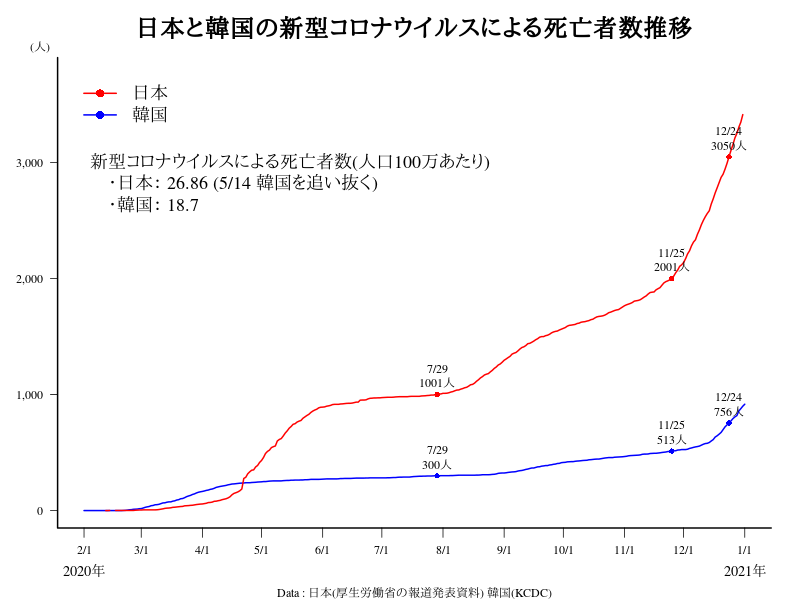 日本と韓国の新型コロナウイルスによる死亡者数推移
(人)
日本
韓国
新型コロナウイルスによる死亡者数(人口100万あたり)
・日本： 26.86 (5/14 韓国を追い抜く)
・韓国： 18.7
12/24
3050人
3,000
11/25
2001人
2,000
7/29
1001人
1,000
12/24
756人
11/25
513人
7/29
300人
0
2/1 3/1 4/1 5/1 6/1 7/1 8/1 9/1 10/1 11/1 12/1 1/1
2020年 2021年
Data : 日本(厚生労働省の報道発表資料) 韓国(KCDC)